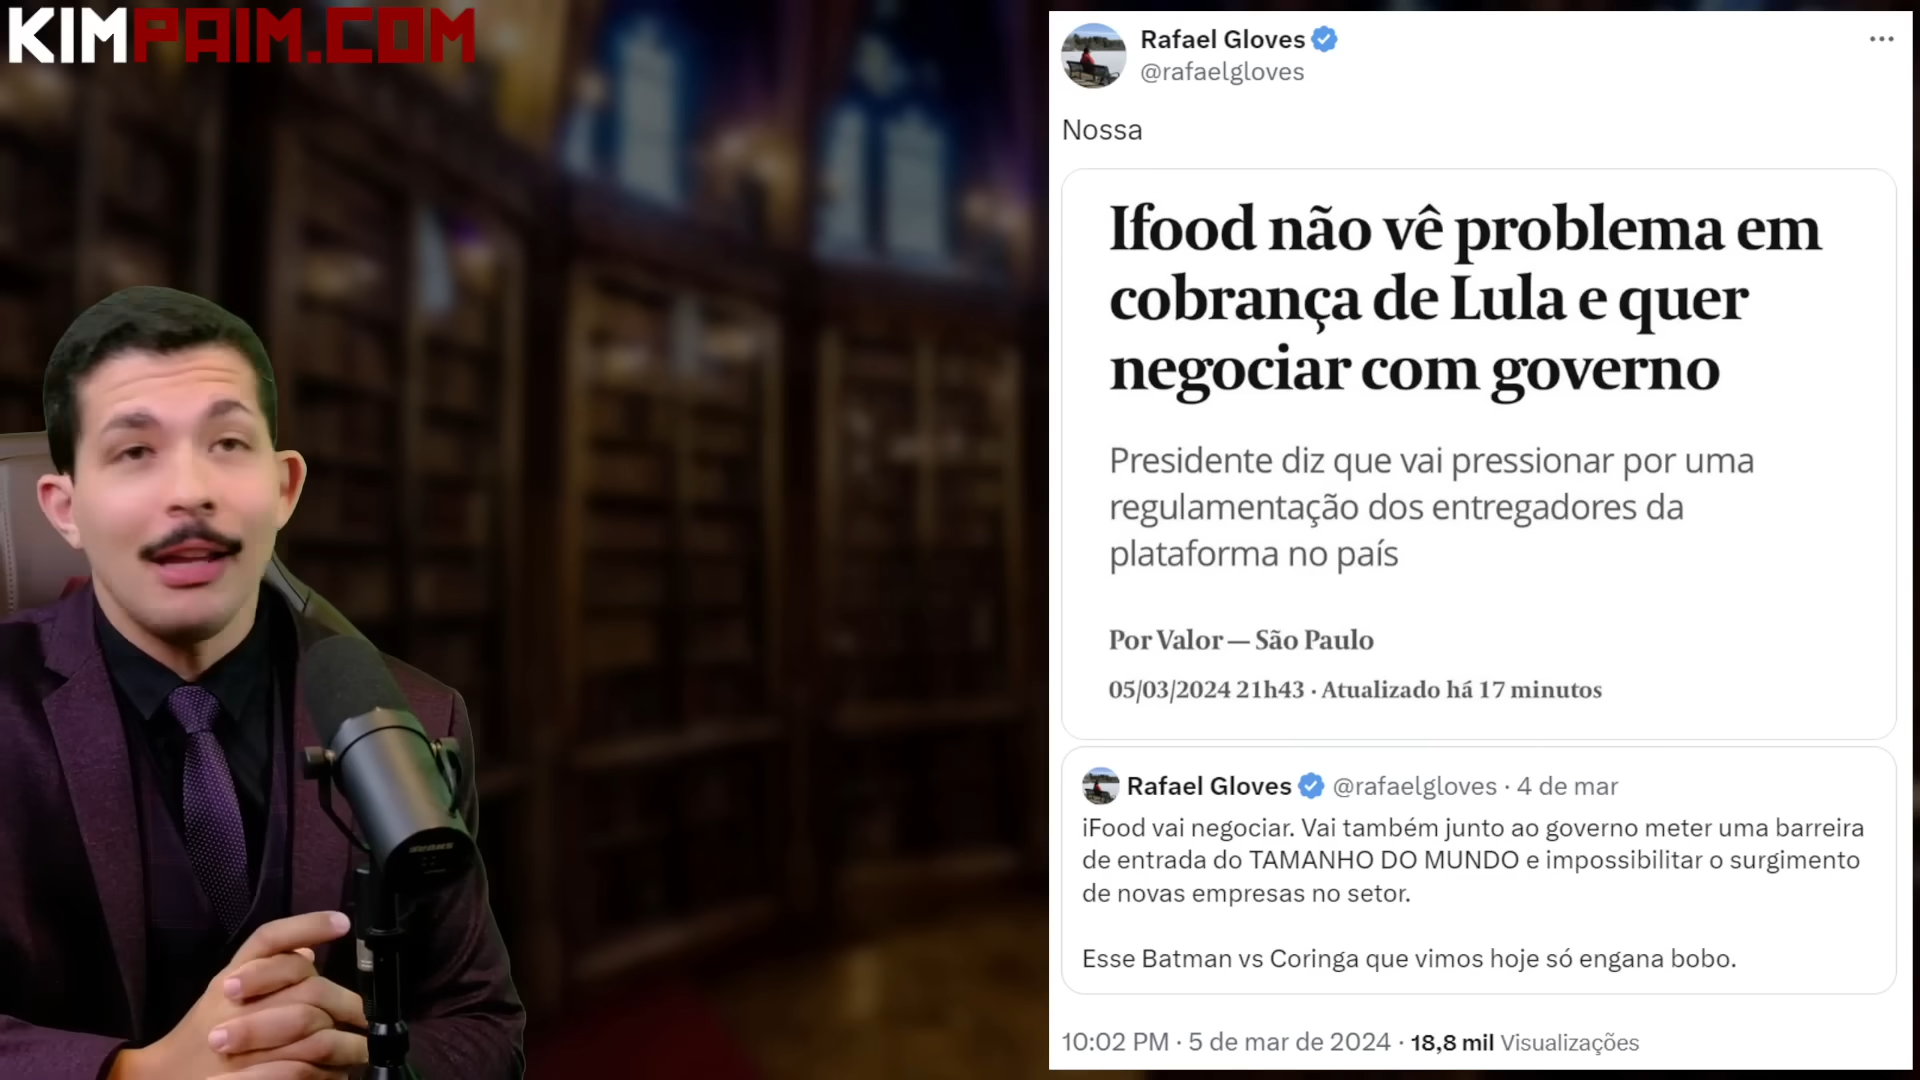 KIMPAIM.COM
Rafael Gloves
@rafaelgloves
Nossa
Ifood não vê problema em
cobrança de Lula e quer
negociar com governo
Presidente diz que vai pressionar por uma
regulamentação dos entregadores da
plataforma no país
Por Valor — São Paulo
05/03/2024 21h43 · Atualizado há 17 minutos
Rafael Gloves @rafaelgloves · 4 de mar
iFood vai negociar. Vai também junto ao governo meter uma barreira
de entrada do TAMANHO DO MUNDO e impossibilitar o surgimento
de novas empresas no setor.
Esse Batman vs Coringa que vimos hoje só engana bobo.
10:02 PM · 5 de mar de 2024 · 18,8 mil Visualizações